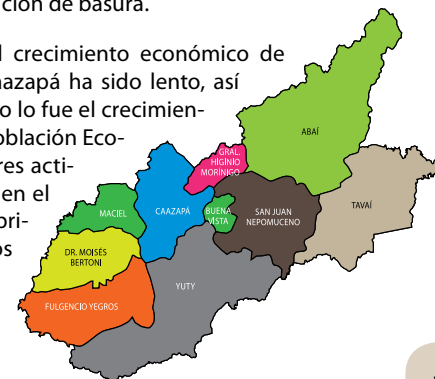 ción de basura.
l crecimiento económico de
azapá ha sido lento, así
o lo fue el crecimien-
oblación Eco-
res acti-
en el
pri-
os
ABAÍ
GRAL.
HIGINIO
MORÍNIGO
TAVAÍ
MACIEL
CAAZAPÁ
BUENA
VISTA
SAN JUAN
NEPOMUCENO
DR. MOISÉS
BERTONI
YUTY
FULGENCIO YEGROS